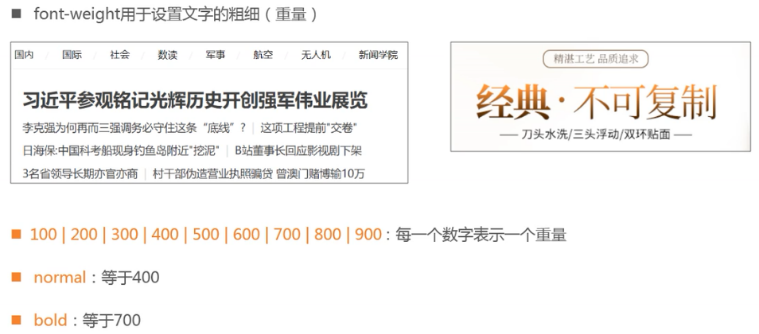 font-weight用于设置文字的粗细（重量）
国内 国际 社会 数读 军事 航空 无人机 新闻学院
习近平参观铭记光辉历史开创强军伟业展览
李克强为何再而三强调务必守住这条“底线”? | 这项工程提前"交卷"
日海保:中国科考船现身钓鱼岛附近"挖泥" | B站董事长回应影视剧下架
3名省领导长期亦官亦商 | 村干部伪造营业执照骗贷 曾澳门赌博输10万
精湛工艺 品质追求
经典·不可复制
刀头水洗/三头浮动/双环贴面
100 | 200 | 300 | 400 | 500 | 600 | 700 | 800 | 900：每一个数字表示一个重量
normal：等于400
bold：等于700